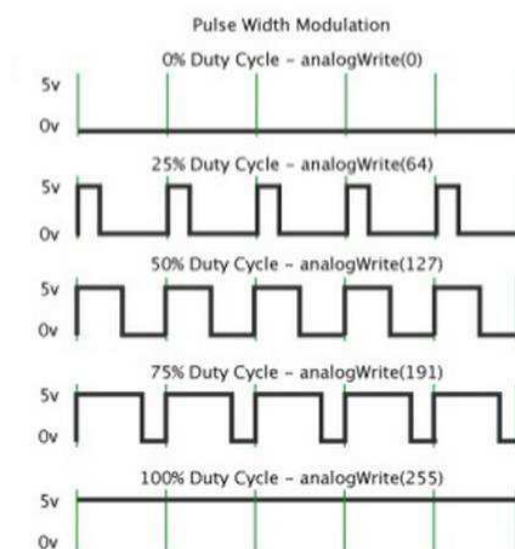 Pulse Width Modulation
0% Duty Cycle – analogWrite(0)
5v
0v
25% Duty Cycle – analogWrite(64)
5v
0v
50% Duty Cycle – analogWrite(127)
5v
0v
75% Duty Cycle – analogWrite(191)
5v
0v
100% Duty Cycle – analogWrite(255)
5v
0v